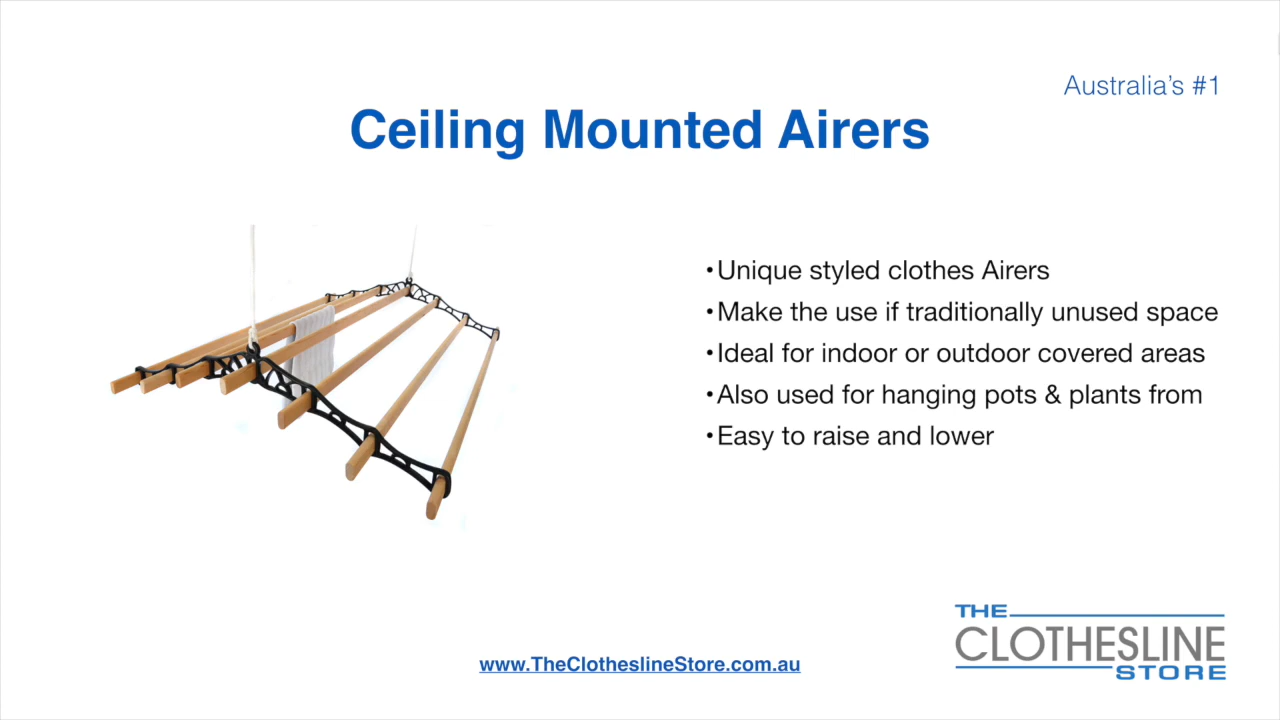 Australia's #1
Ceiling Mounted Airers
•Unique styled clothes Airers
•Make the use if traditionally unused space
•Ideal for indoor or outdoor covered areas
•Also used for hanging pots & plants from
•Easy to raise and lower
www.TheClotheslineStore.com.au
THE
CLOTHESLINE
STORE